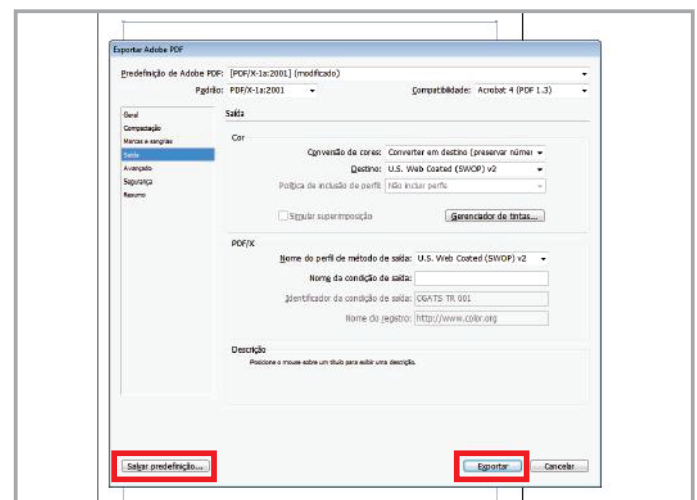 Exportar Adobe PDF
Predefinição de Adobe PDF: [PDF/X-1a:2001] (modificado)
Padrão: PDF/X-1a:2001 Compatibilidade: Acrobat 4 (PDF 1.3)
Geral
Compactação
Marcas e sangrias
Saída
Avançado
Segurança
Resumo
Saída
Cor
Conversão de cores: Converter em destino (preservar númer
Destino: U.S. Web Coated (SWOP) v2
Política de inclusão de perfil: Não incluir perfis
Simular superimposição Gerenciador de tintas...
PDF/X
Nome do perfil de método de saída: U.S. Web Coated (SWOP) v2
Nome da condição de saída:
Identificador da condição de saída: CGATS TR 001
Nome do registro: http://www.color.org
Descrição
Posicione o mouse sobre um título para exibir uma descrição.
Salvar predefinição... Exportar Cancelar